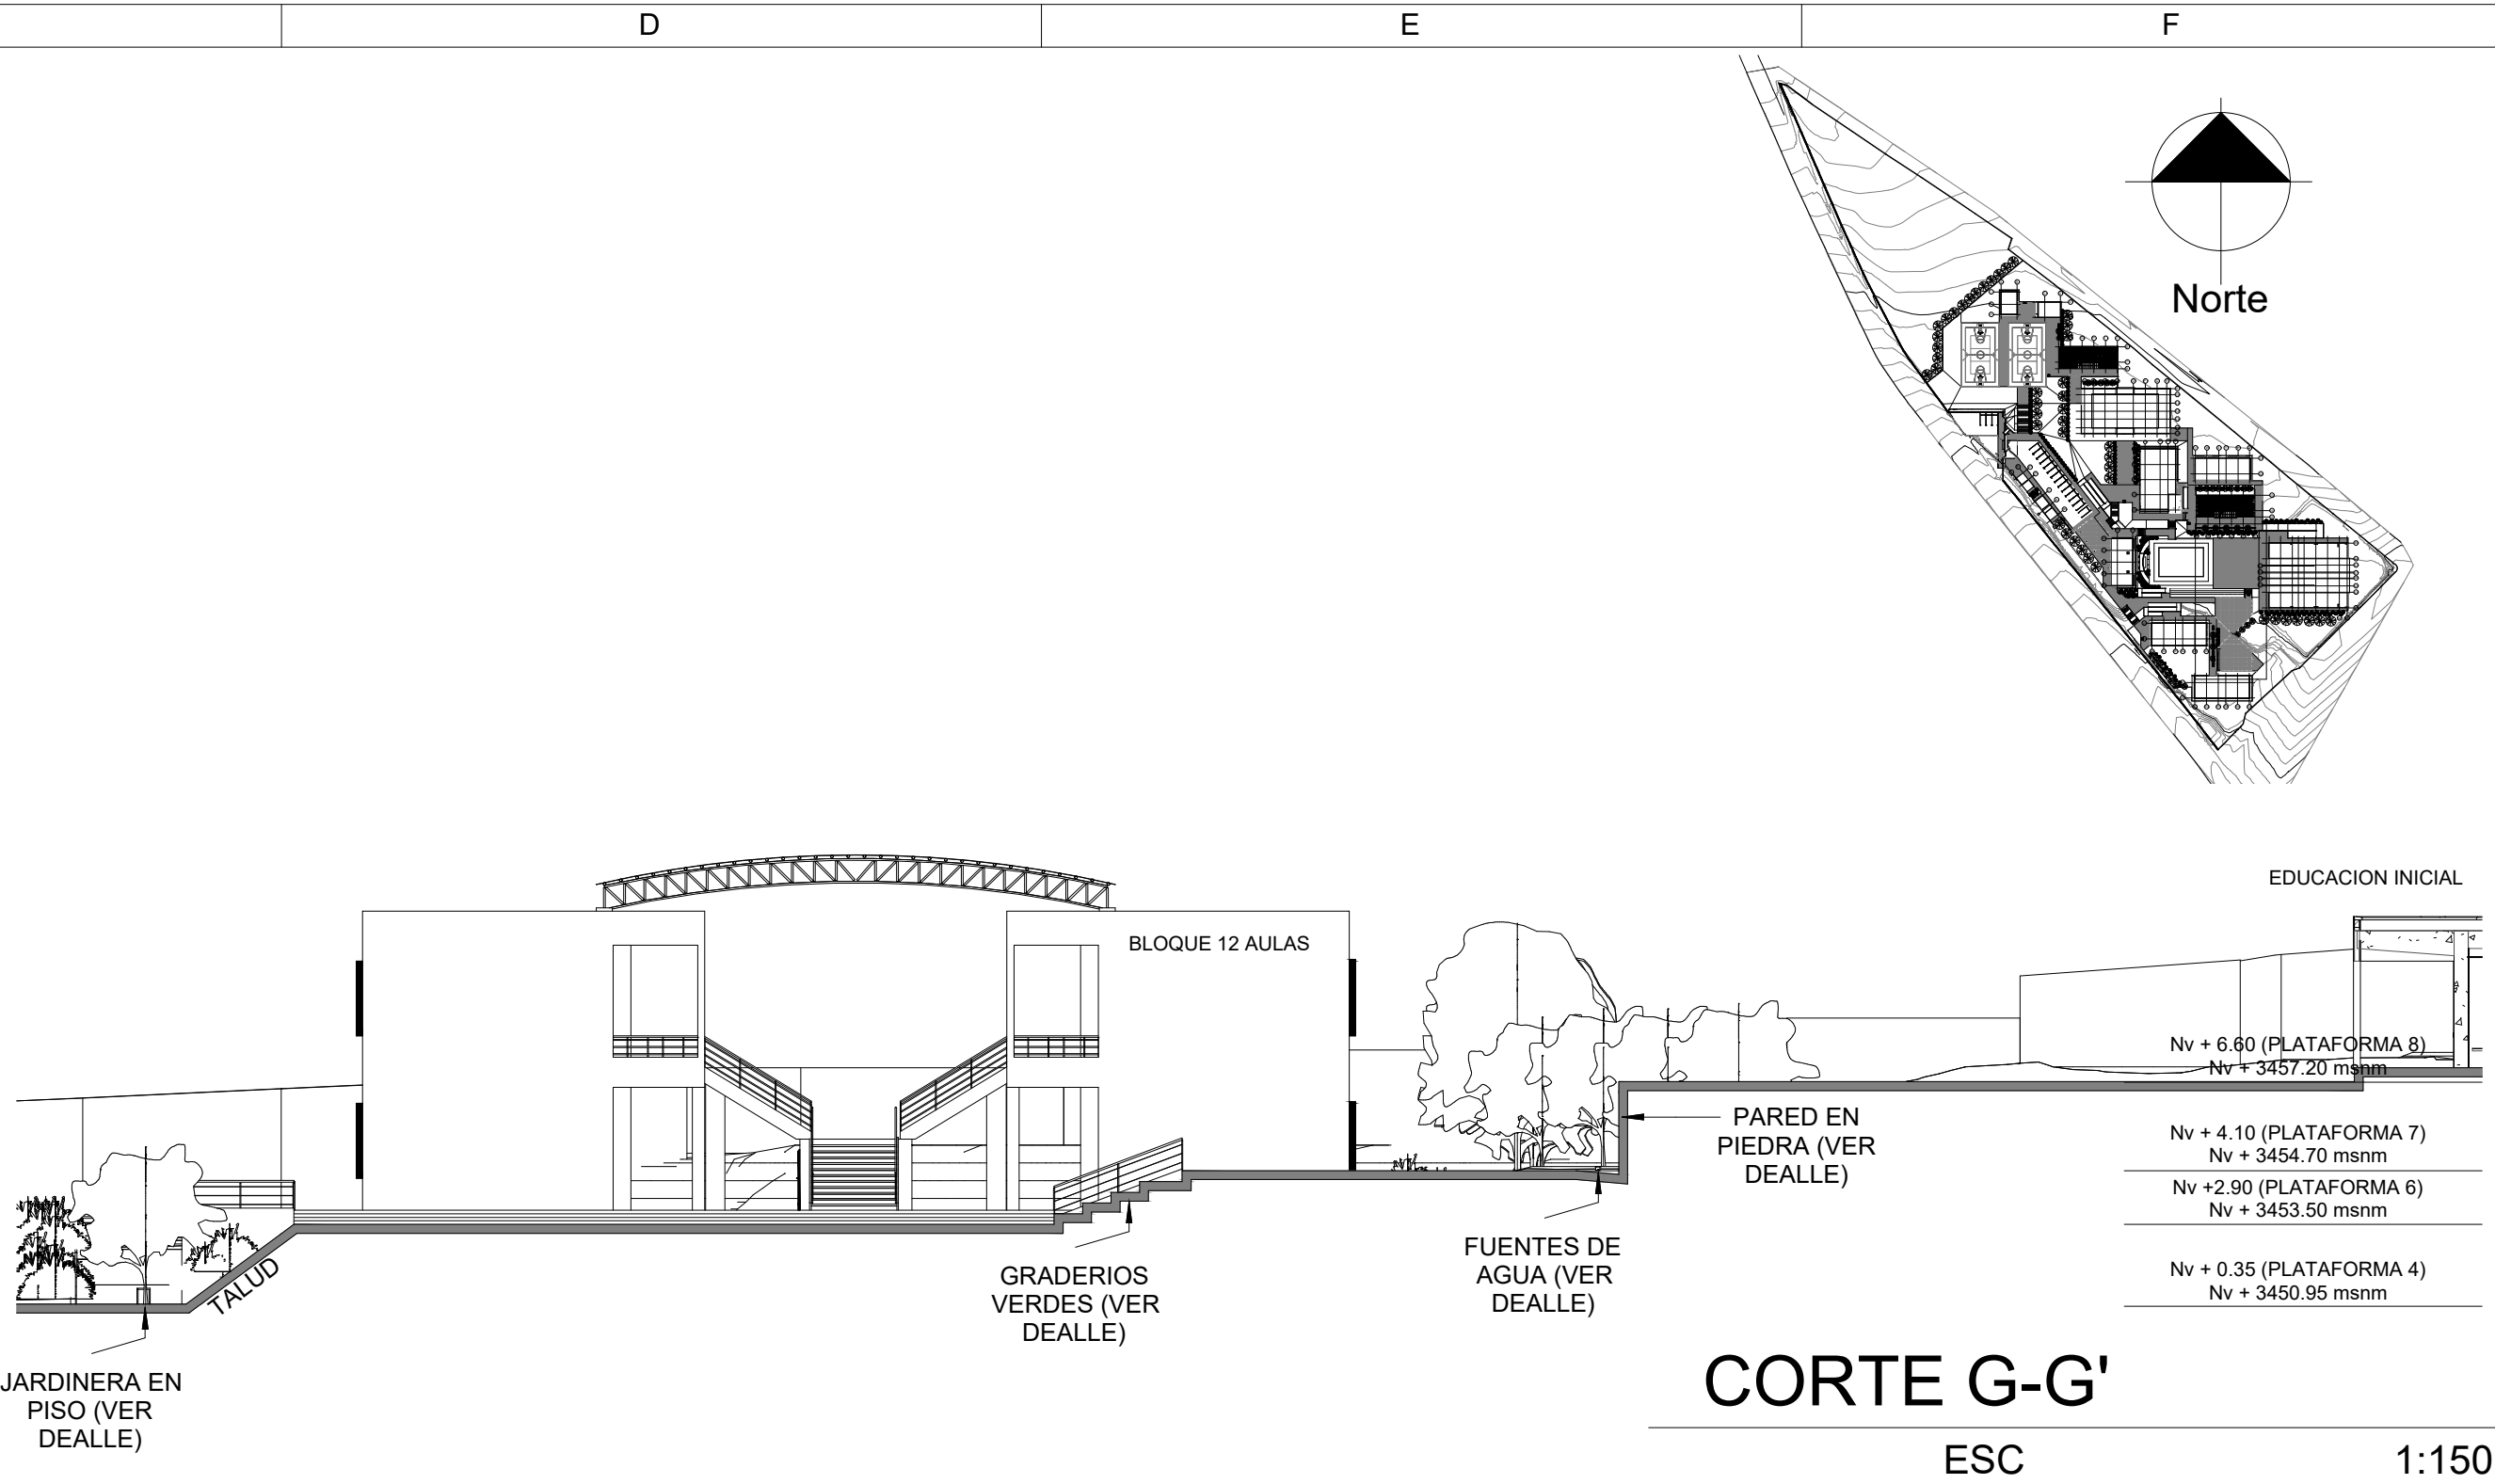 D
E
F
Norte
EDUCACION INICIAL
BLOQUE 12 AULAS
Nv + 6.60 (PLATAFORMA 8)
Nv + 3457.20 msnm
PARED EN
PIEDRA (VER
DEALLE)
Nv + 4.10 (PLATAFORMA 7)
Nv + 3454.70 msnm
Nv +2.90 (PLATAFORMA 6)
Nv + 3453.50 msnm
TALUD
GRADERIOS
VERDES (VER
DEALLE)
FUENTES DE
AGUA (VER
DEALLE)
Nv + 0.35 (PLATAFORMA 4)
Nv + 3450.95 msnm
JARDINERA EN
PISO (VER
DEALLE)
CORTE G-G'
ESC 1:150